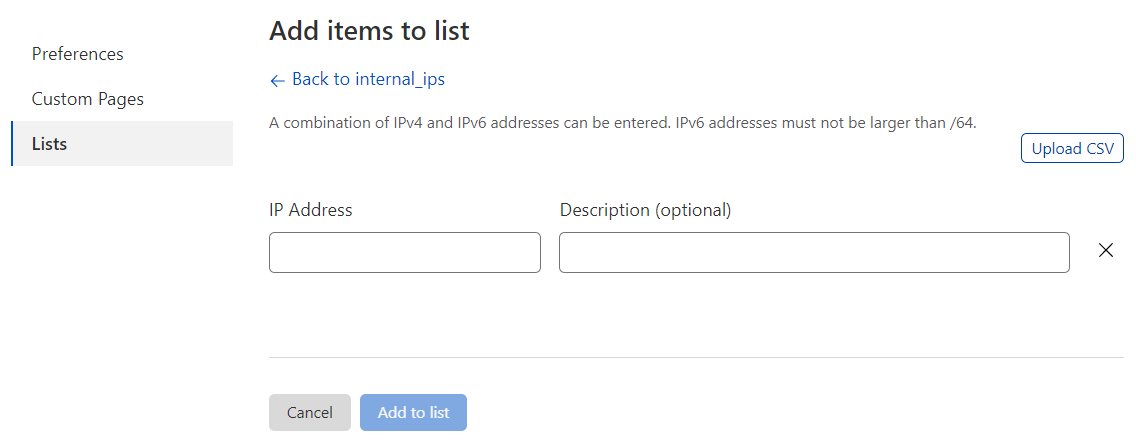 Preferences
Custom Pages
Lists
Add items to list
← Back to internal_ips
A combination of IPv4 and IPv6 addresses can be entered. IPv6 addresses must not be larger than /64.
Upload CSV
IP Address
Description (optional)
Cancel
Add to list